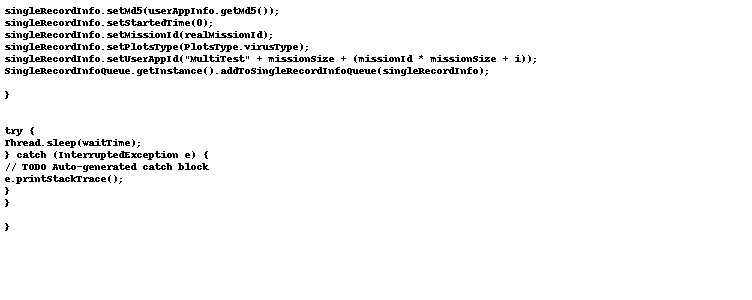 singleRecordInfo.setMd5(userAppInfo.getMd5());
singleRecordInfo.setStartedTime(0);
singleRecordInfo.setMissionId(realMissionId);
singleRecordInfo.setPlotsType(PlotsType.virusType);
singleRecordInfo.setUserAppId("MultiTest" + missionSize + (missionId * missionSize + i));
SingleRecordInfoQueue.getInstance().addToSingleRecordInfoQueue(singleRecordInfo);
}
try {
Thread.sleep(waitTime);
} catch (InterruptedException e) {
// TODO Auto-generated catch block
e.printStackTrace();
}
}
}